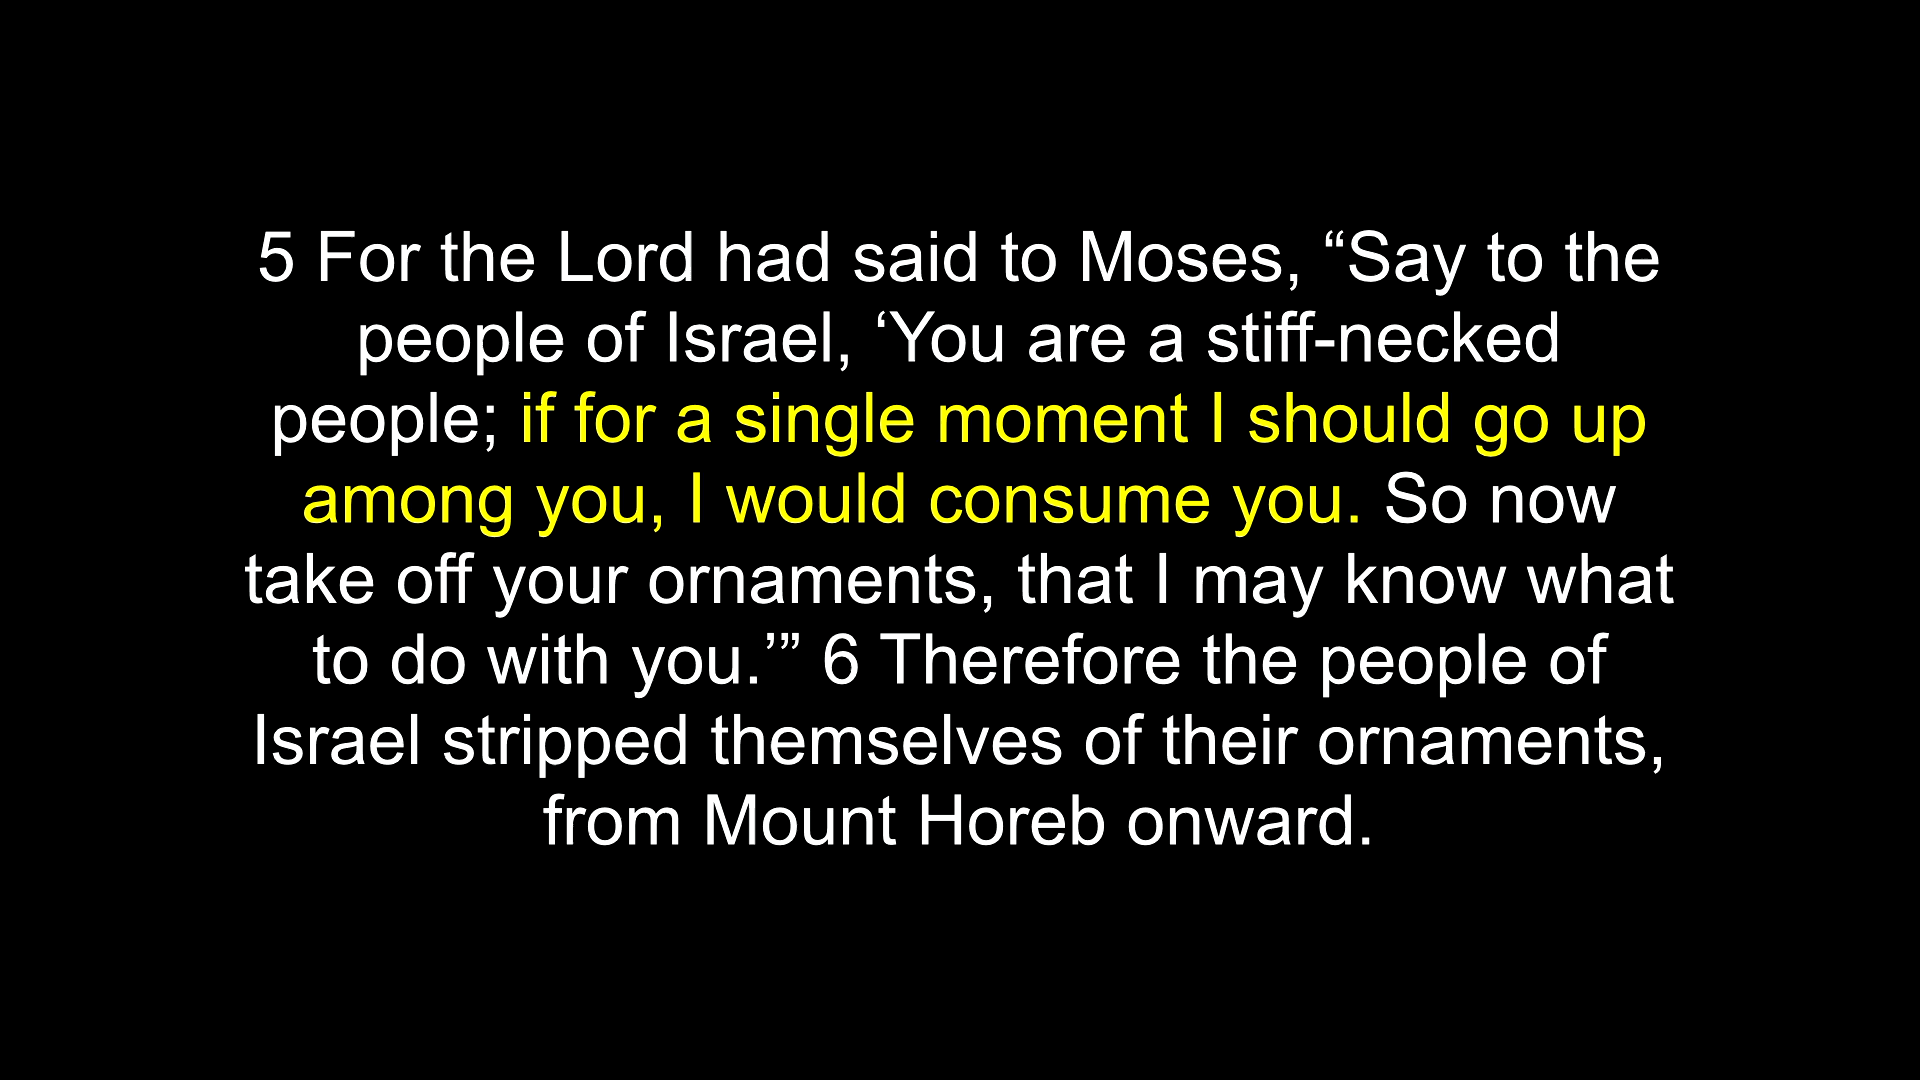 5 For the Lord had said to Moses, “Say to the
people of Israel, ‘You are a stiff-necked
people; if for a single moment I should go up
among you, I would consume you. So now
take off your ornaments, that I may know what
to do with you.’” 6 Therefore the people of
Israel stripped themselves of their ornaments,
from Mount Horeb onward.